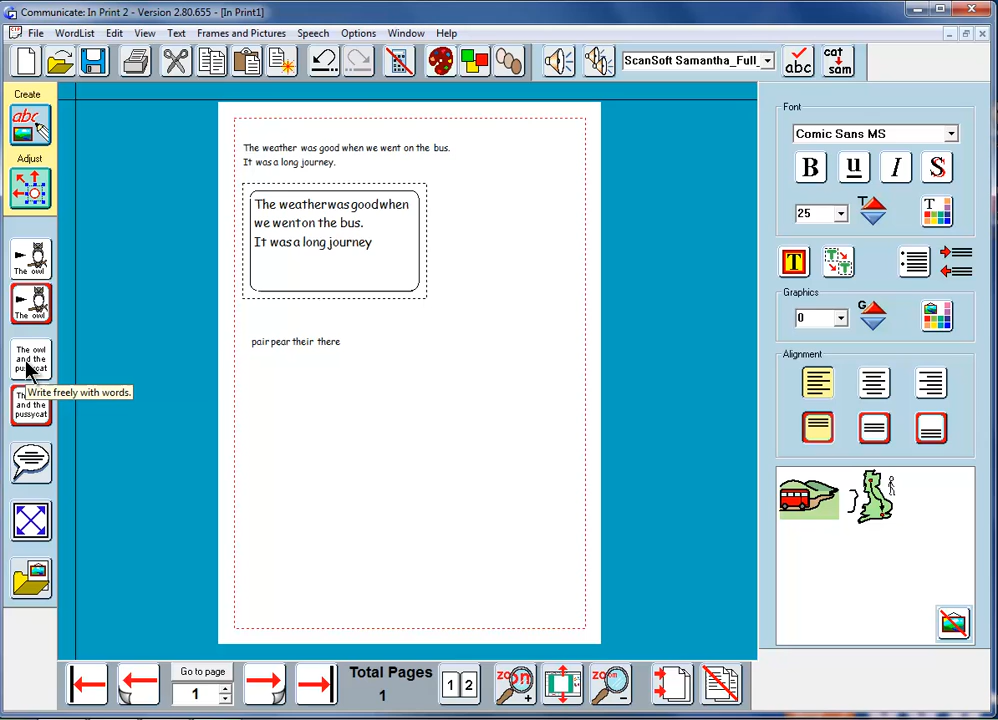 Communicate: In Print 2 - Version 2.80.655 - [In Print1]
File WordList Edit View Text Frames and Pictures Speech Options Window Help
ScanSoft Samantha_Full_
abc
cat
sam
Create
abc
Adjust
The owl
The owl
The owl
and the
pussycat
Write freely with words.
and the
pussycat
The weather was good when we went on the bus.
It was a long journey.
The weather was good when
we went on the bus.
It was a long journey
pair pear their there
Font
Comic Sans MS
B u I S
25
T
T
T
Graphics
0
G
Alignment
Go to page
1
Total Pages
1
1 2
zoom
+
zoom
-